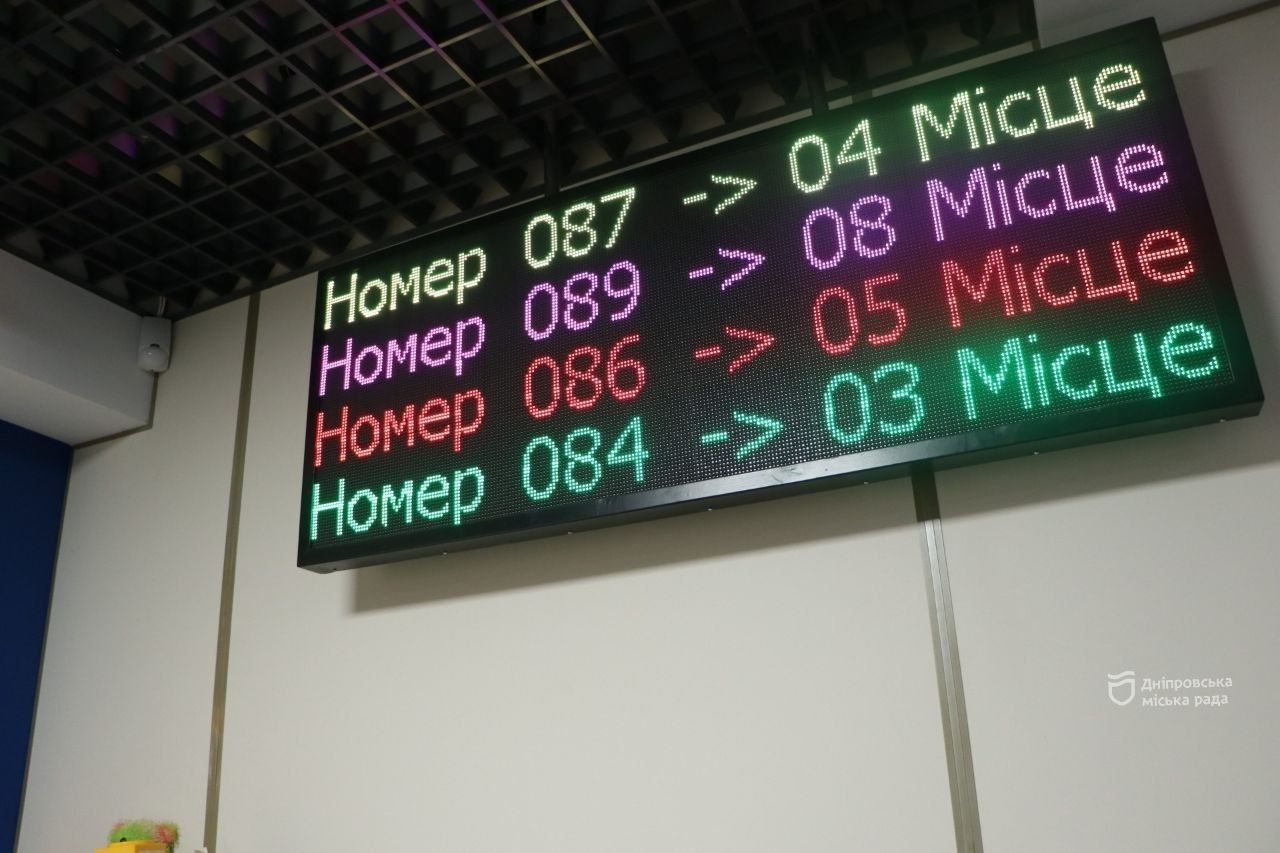 Номер 087 -> 04 Місце
Номер 089 -> 08 Місце
Номер 086 -> 05 Місце
Номер 084 -> 03 Місце
Дніпровська
міська рада